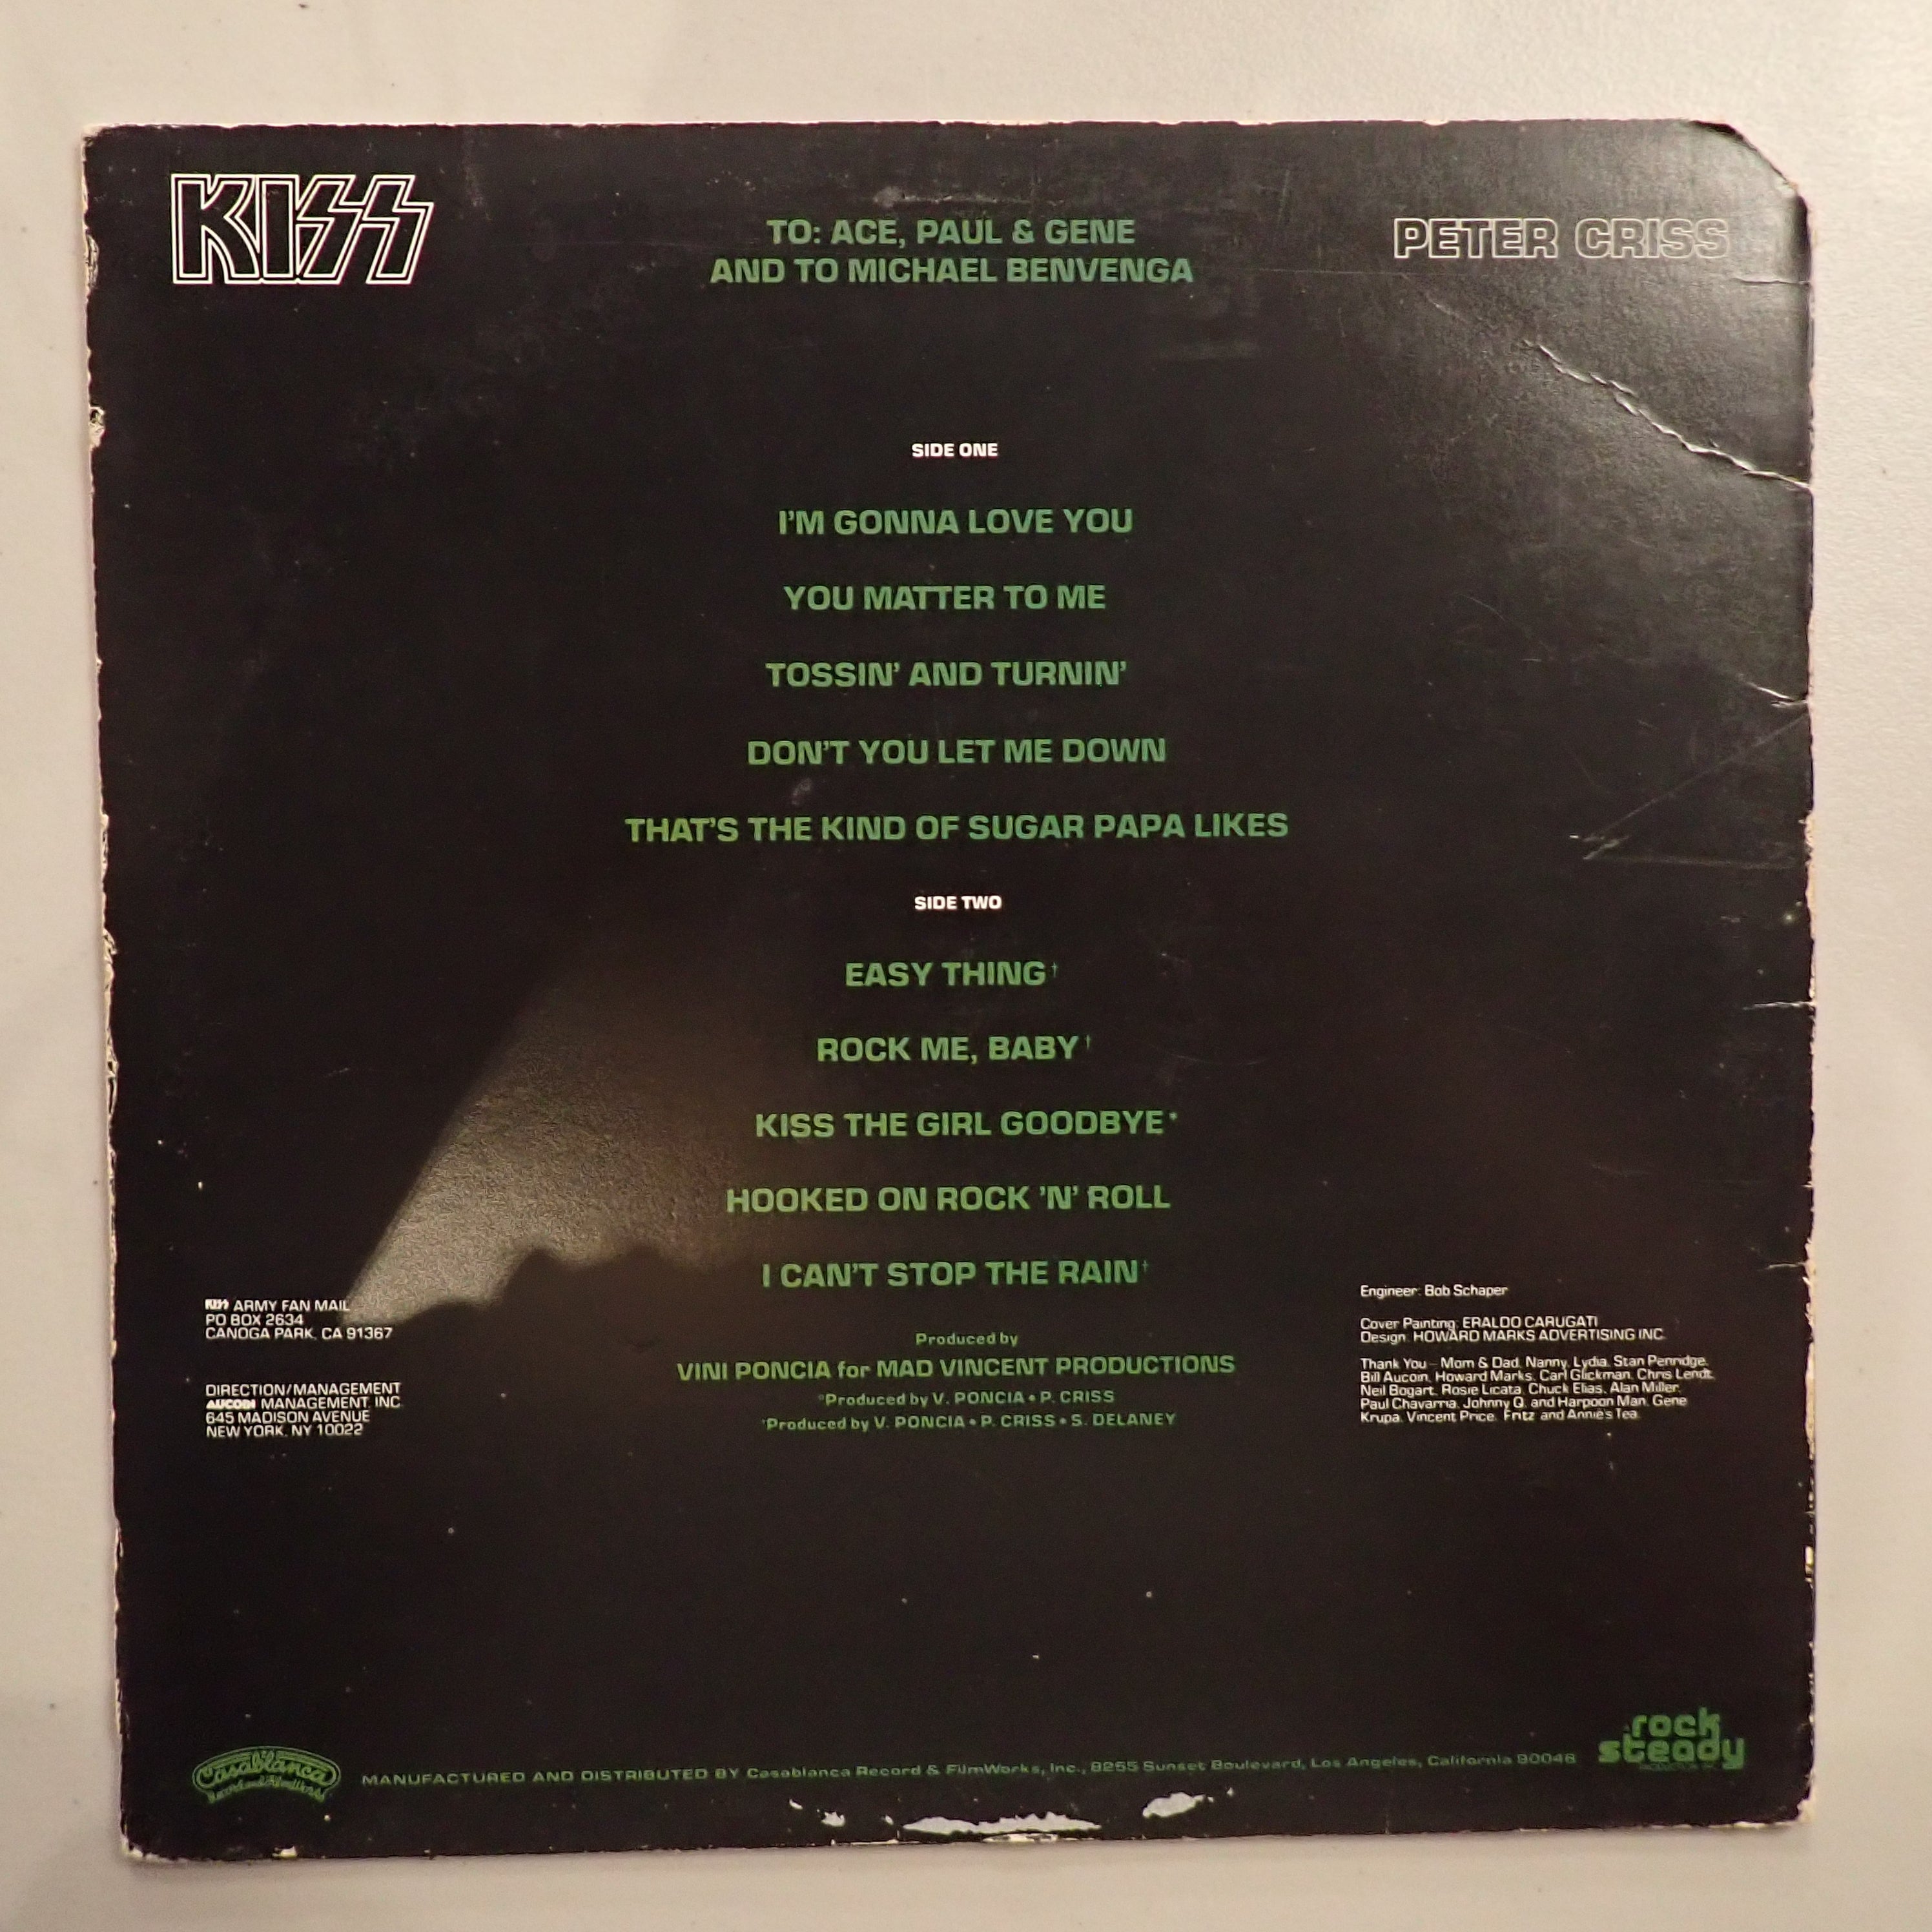 KISS
TO: ACE, PAUL & GENE
AND TO MICHAEL BENVENGA
PETER CRISS
SIDE ONE
I'M GONNA LOVE YOU
YOU MATTER TO ME
TOSSIN' AND TURNIN'
DON'T YOU LET ME DOWN
THAT'S THE KIND OF SUGAR PAPA LIKES
SIDE TWO
EASY THING†
ROCK ME, BABY†
KISS THE GIRL GOODBYE*
HOOKED ON ROCK 'N' ROLL
I CAN'T STOP THE RAIN†
Produced by
VINI PONCIA for MAD VINCENT PRODUCTIONS
*Produced by V. PONCIA • P. CRISS
†Produced by V. PONCIA • P. CRISS • S. DELANEY
KISS ARMY FAN MAIL
PO BOX 2634
CANOGA PARK, CA 91367
DIRECTION/MANAGEMENT
AUCOIN MANAGEMENT, INC.
645 MADISON AVENUE
NEW YORK, NY 10022
Engineer: Bob Schaper
Cover Painting: ERALDO CARUGATI
Design: HOWARD MARKS ADVERTISING INC.
Thank You – Mom & Dad, Nanny, Lydia, Stan Penridge,
Bill Aucoin, Howard Marks, Carl Glickman, Chris Lendt,
Neil Bogart, Rosie Licata, Chuck Elias, Alan Miller,
Paul Chavarria, Johnny Q. and Harpoon Man, Gene
Krupa, Vincent Price, Fritz and Annie's Tea.
Casablanca
Record and FilmWorks
MANUFACTURED AND DISTRIBUTED BY Casablanca Record & FilmWorks, Inc., 8255 Sunset Boulevard, Los Angeles, California 90046
rock
steady